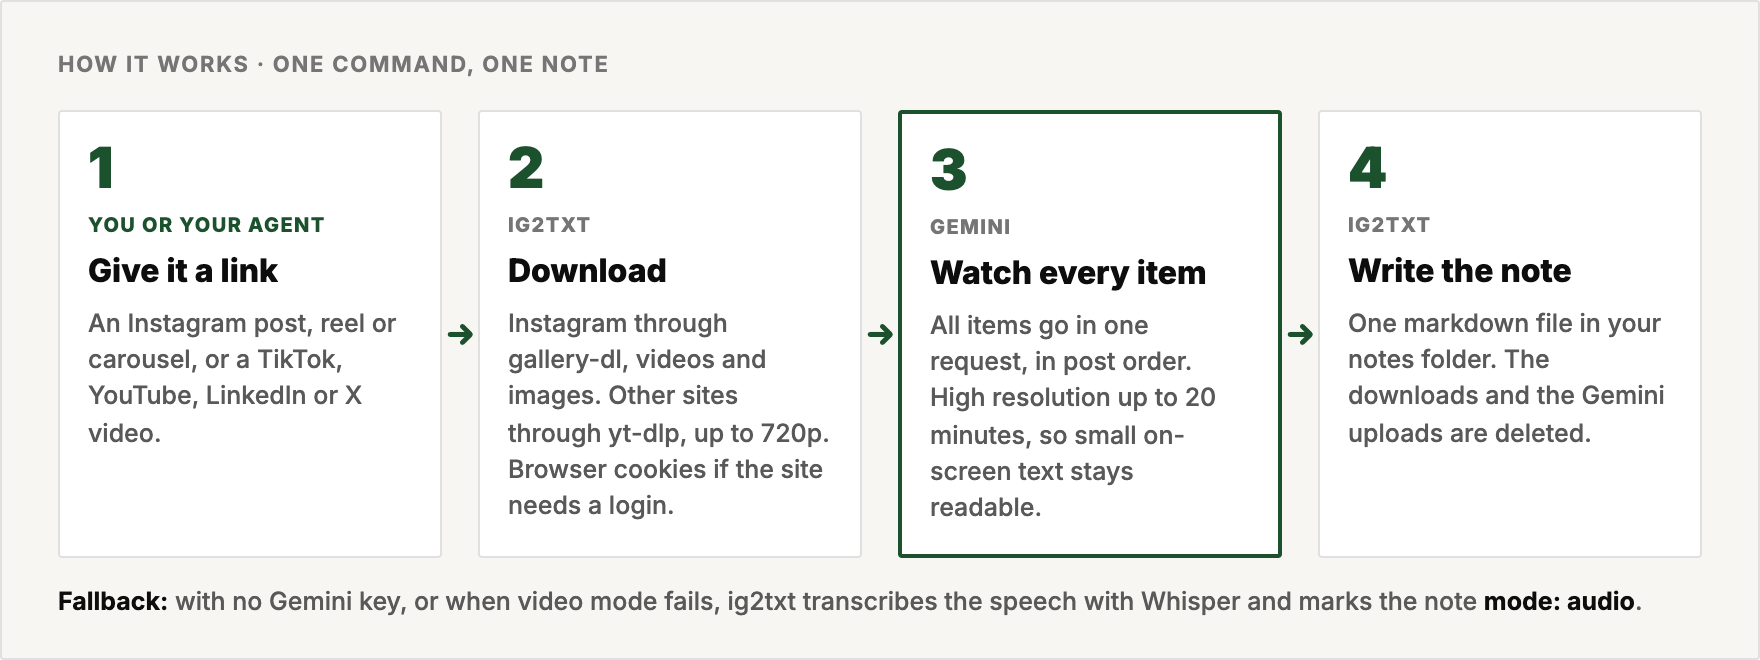 HOW IT WORKS · ONE COMMAND, ONE NOTE
1
YOU OR YOUR AGENT
Give it a link
An Instagram post, reel or
carousel, or a TikTok,
YouTube, LinkedIn or X
video.
2
IG2TXT
Download
Instagram through
gallery-dl, videos and
images. Other sites
through yt-dlp, up to 720p.
Browser cookies if the site
needs a login.
3
GEMINI
Watch every item
All items go in one
request, in post order.
High resolution up to 20
minutes, so small on-
screen text stays
readable.
4
IG2TXT
Write the note
One markdown file in your
notes folder. The
downloads and the Gemini
uploads are deleted.
Fallback: with no Gemini key, or when video mode fails, ig2txt transcribes the speech with Whisper and marks the note mode: audio.